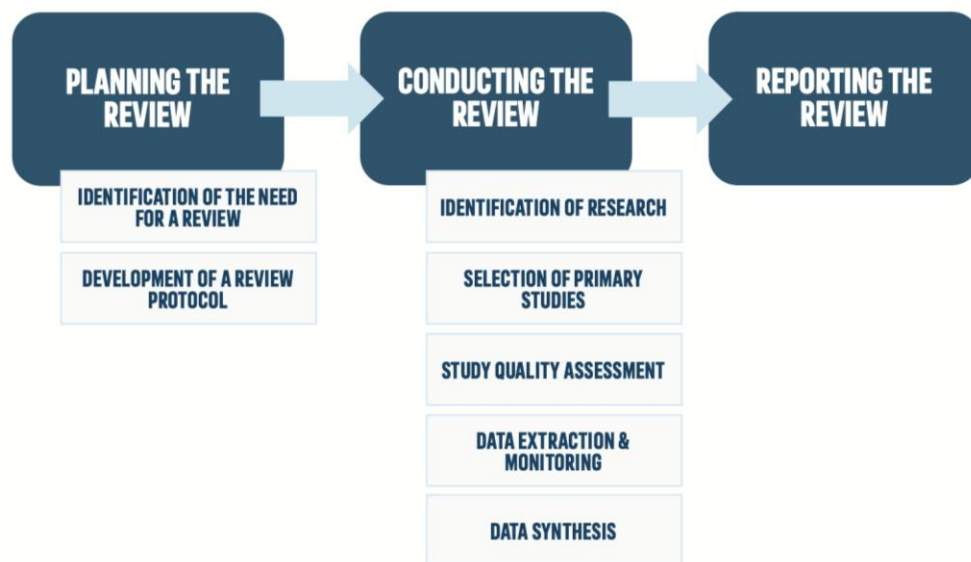 PLANNING THE
REVIEW
CONDUCTING THE
REVIEW
REPORTING THE
REVIEW
IDENTIFICATION OF THE NEED
FOR A REVIEW
DEVELOPMENT OF A REVIEW
PROTOCOL
IDENTIFICATION OF RESEARCH
SELECTION OF PRIMARY
STUDIES
STUDY QUALITY ASSESSMENT
DATA EXTRACTION &
MONITORING
DATA SYNTHESIS